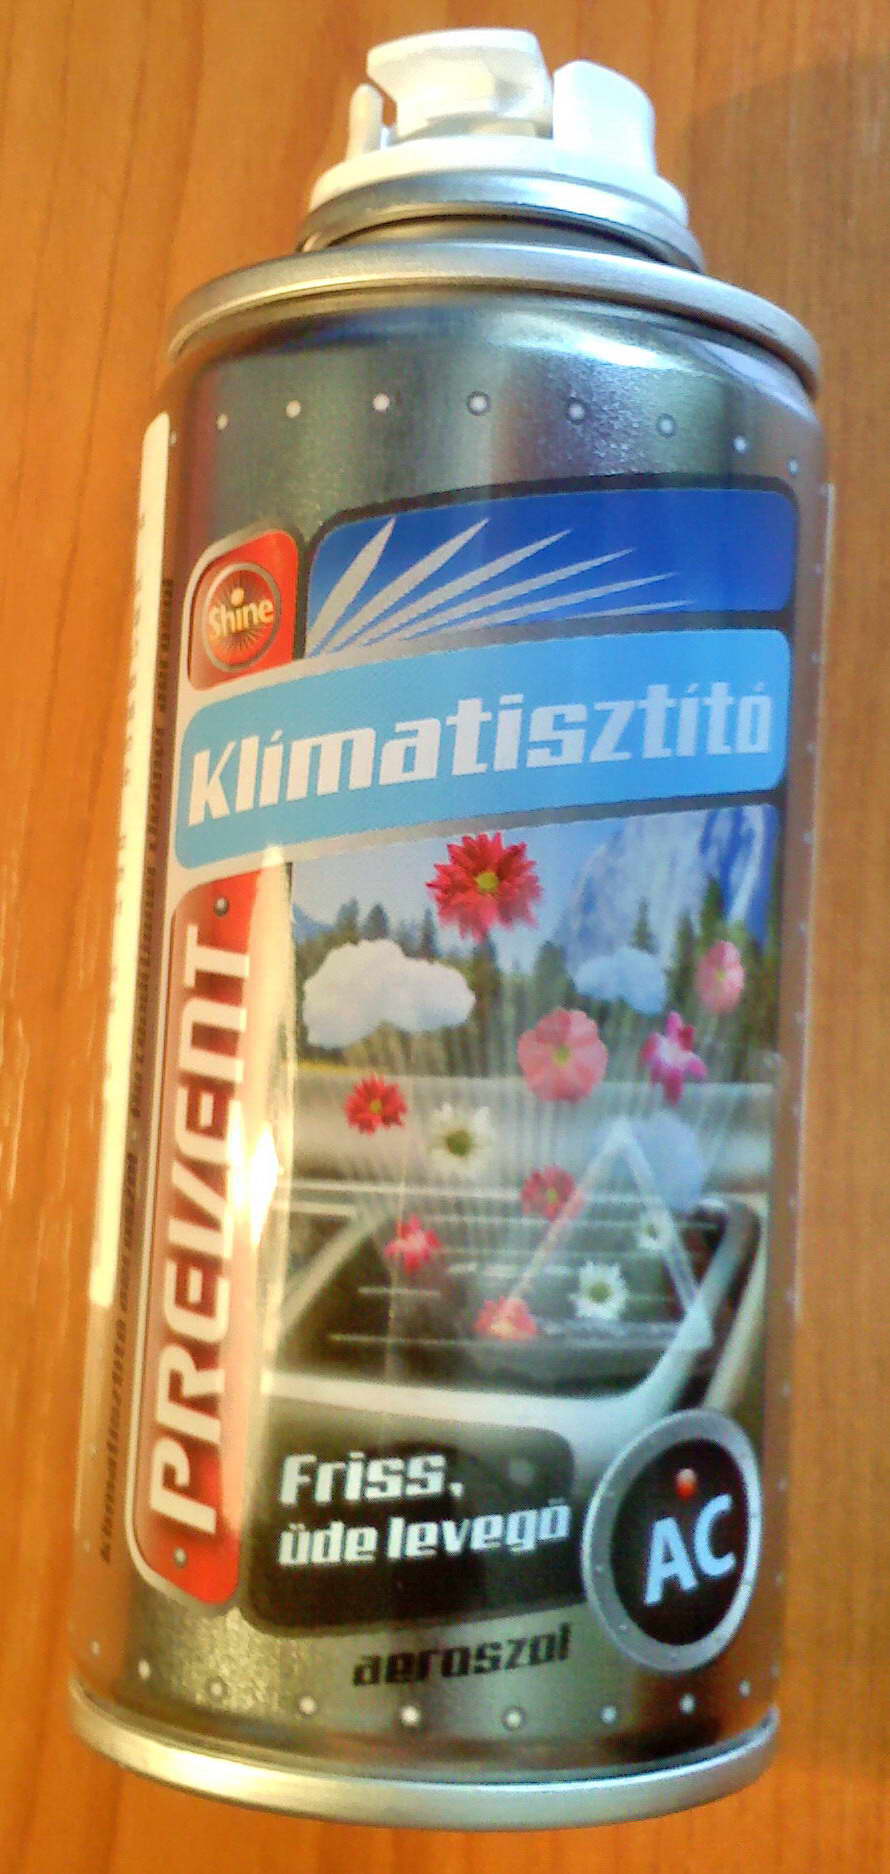 Shine
Klímatisztító
PREVENT
Friss,
üde levegő
AC
aeroszol